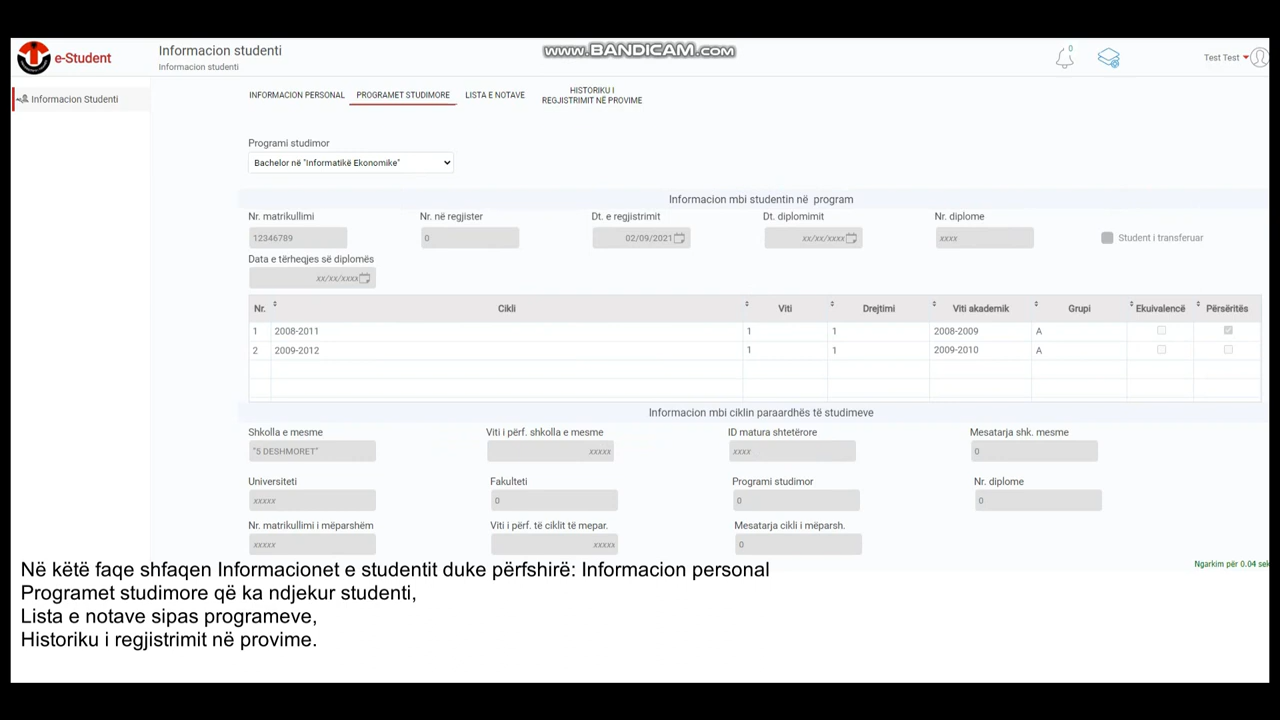 www.BANDICAM.com
e-Student
Informacion studenti
Informacion studenti
0
Test Test
Informacion Studenti
INFORMACION PERSONAL
PROGRAMET STUDIMORE
LISTA E NOTAVE
HISTORIKU I
REGJISTRIMIT NË PROVIME
Programi studimor
Bachelor në "Informatikë Ekonomike"
Informacion mbi studentin në program
Nr. matrikullimi
Nr. në regjister
Dt. e regjistrimit
Dt. diplomimit
Nr. diplome
12346789
0
02/09/2021
xx/xx/xxxx
xxxx
Student i transferuar
Data e tërheqjes së diplomës
xx/xx/xxxx
Nr. Cikli Viti Drejtimi Viti akademik Grupi Ekuivalencë Përsëritës
1 2008-2011 1 1 2008-2009 A
2 2009-2012 1 1 2009-2010 A
Informacion mbi ciklin paraardhës të studimeve
Shkolla e mesme
Viti i përf. shkolla e mesme
ID matura shtetërore
Mesatarja shk. mesme
"5 DESHMORET"
xxxxx
xxxx
0
Universiteti
Fakulteti
Programi studimor
Nr. diplome
xxxxx
0
0
0
Nr. matrikullimi i mëparshëm
Viti i përf. të ciklit të mepar.
Mesatarja cikli i mëparsh.
xxxxx
xxxxx
0
Ngarkim për 0.04 sek
Në këtë faqe shfaqen Informacionet e studentit duke përfshirë: Informacion personal
Programet studimore që ka ndjekur studenti,
Lista e notave sipas programeve,
Historiku i regjistrimit në provime.